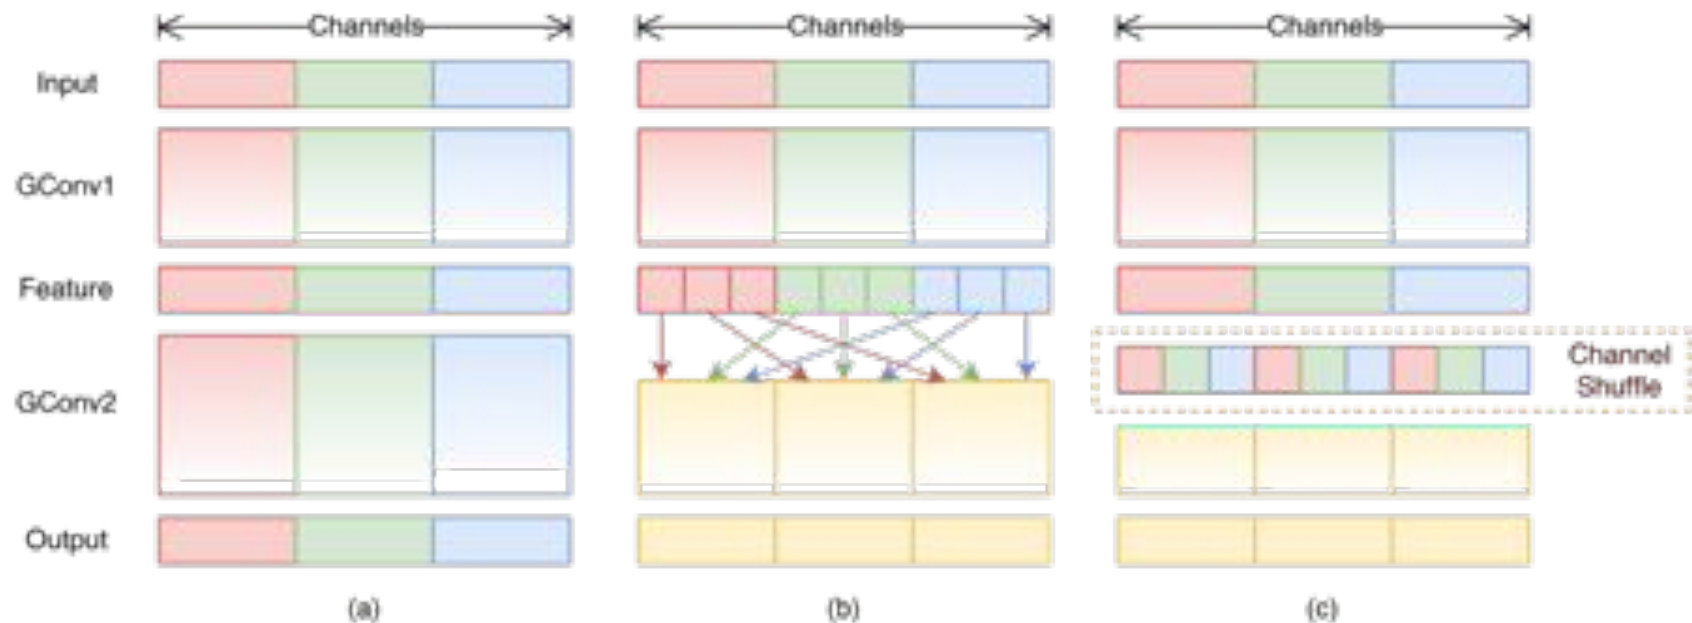 Channels Channels Channels
Input
GConv1
Feature
Channel
Shuffle
GConv2
Output
(a) (b) (c)